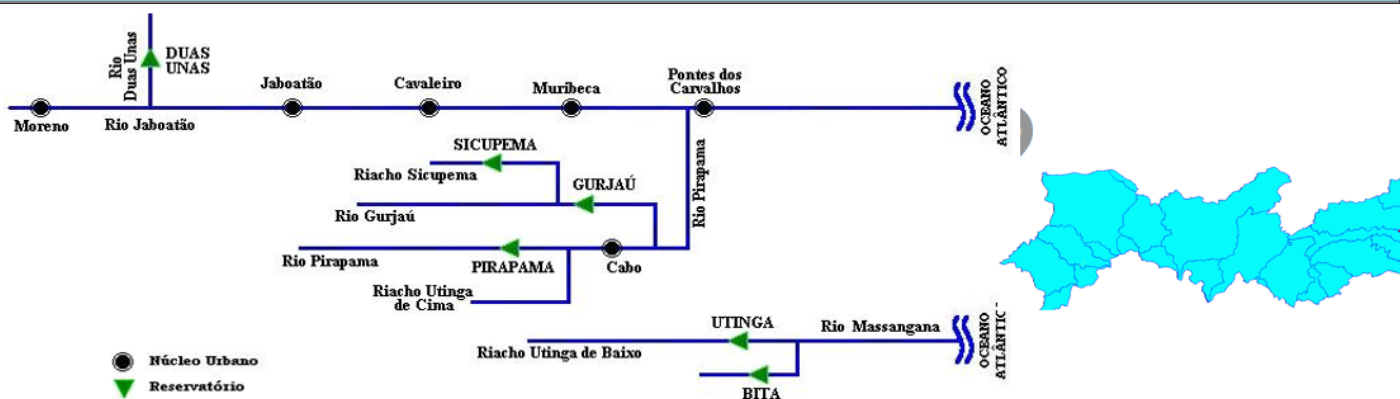 Rio
Duas Unas
DUAS
UNAS
Jaboatão
Cavaleiro
Muribeca
Pontes dos
Carvalhos
Moreno
Rio Jaboatão
OCEANO
ATLÂNTICO
SICUPEMA
Riacho Sicupema
GURJAÚ
Rio Gurjaú
Rio Pirapama
Rio Pirapama
PIRAPAMA
Cabo
Riacho Utinga
de Cima
UTINGA
Rio Massangana
OCEANO
ATLÂNTIC
Riacho Utinga de Baixo
BITA
Núcleo Urbano
Reservatório